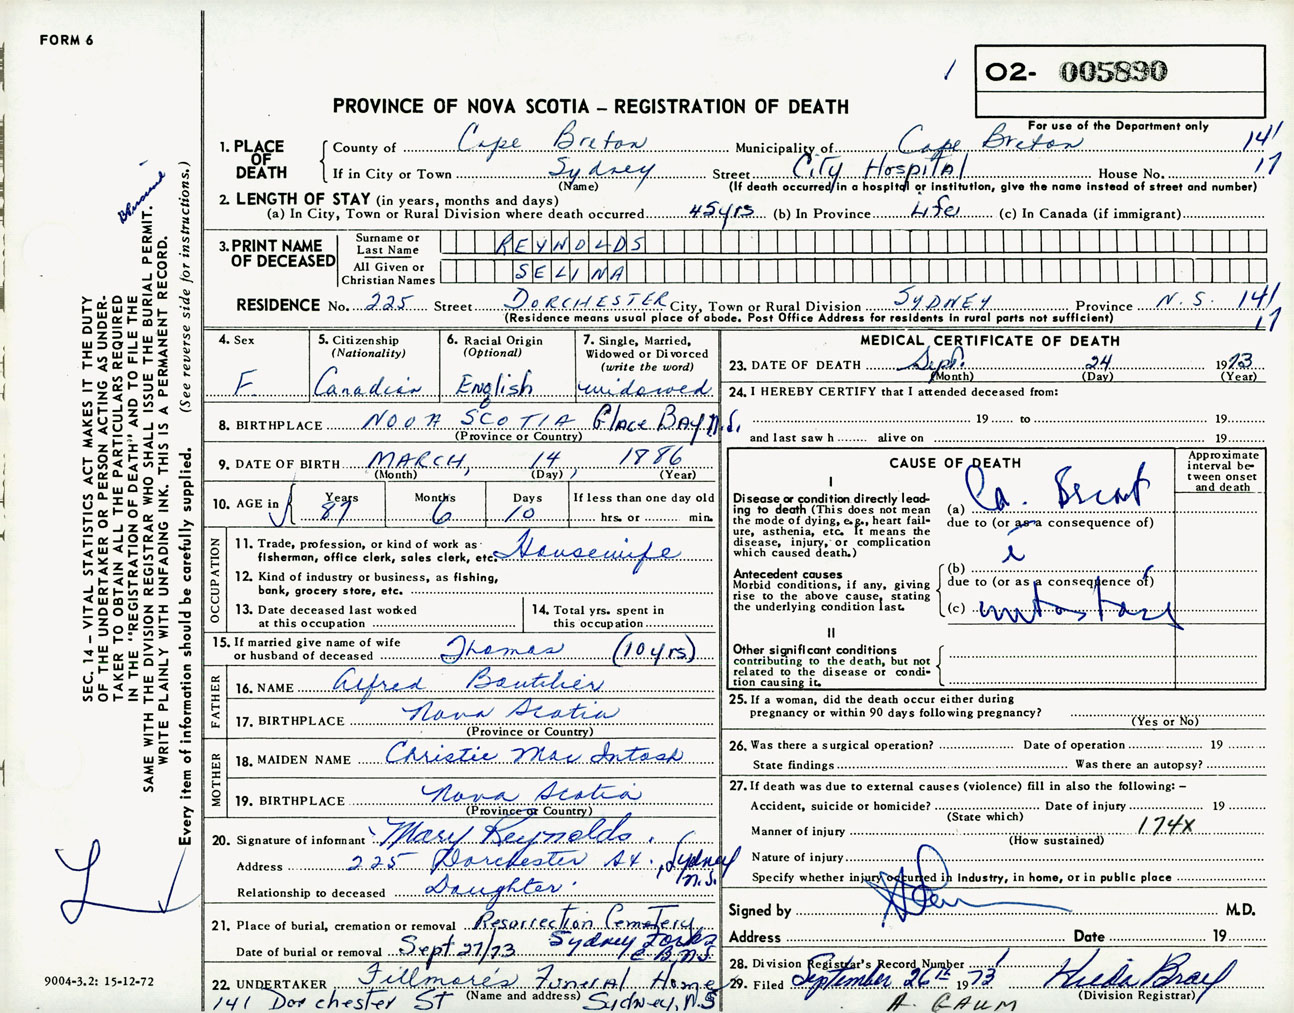 FORM 6
1
O2- 005890
PROVINCE OF NOVA SCOTIA – REGISTRATION OF DEATH
For use of the Department only
1. PLACE OF DEATH
County of Cape Breton Municipality of Cape Breton 14/
If in City or Town Sydney Street City Hospital House No. 17
(Name) (If death occurred in a hospital or institution, give the name instead of street and number)
2. LENGTH OF STAY (in years, months and days)
(a) In City, Town or Rural Division where death occurred 45yrs (b) In Province Life (c) In Canada (if immigrant)
3. PRINT NAME OF DECEASED
Surname or Last Name REYNOLDS
All Given or Christian Names SELINA
RESIDENCE No. 225 Street DORCHESTER City, Town or Rural Division SYDNEY Province N.S. 14/
(Residence means usual place of abode. Post Office Address for residents in rural parts not sufficient) 17
4. Sex
F.
5. Citizenship
(Nationality)
Canadian
6. Racial Origin
(Optional)
English
7. Single, Married, Widowed or Divorced
(write the word)
widowed
8. BIRTHPLACE NOVA SCOTIA Glace Bay N.S.
(Province or Country)
9. DATE OF BIRTH MARCH, 14, 1886
(Month) (Day) (Year)
10. AGE in
Years Months Days If less than one day old
87 6 10 hrs. or min.
OCCUPATION
11. Trade, profession, or kind of work as fisherman, office clerk, sales clerk, etc. Housewife
12. Kind of industry or business, as fishing, bank, grocery store, etc.
13. Date deceased last worked at this occupation
14. Total yrs. spent in this occupation
15. If married give name of wife or husband of deceased Thomas (10 yrs.)
FATHER
16. NAME Alfred Boutilier
17. BIRTHPLACE Nova Scotia
(Province or Country)
MOTHER
18. MAIDEN NAME Christie Mac Intosh
19. BIRTHPLACE Nova Scotia
(Province or Country)
20. Signature of informant Mary Reynolds.
Address 225 Dorchester St., Sydney N.S.
Relationship to deceased Daughter.
21. Place of burial, cremation or removal Resurrection Cemetery
Date of burial or removal Sept 27/73 Sydney Forks C.B.N.S.
22. UNDERTAKER Fillmore's Funeral Home
(Name and address)
141 Dorchester St Sydney, N.S
MEDICAL CERTIFICATE OF DEATH
23. DATE OF DEATH Sept. 24 1973
(Month) (Day) (Year)
24. I HEREBY CERTIFY that I attended deceased from:
19 to 19
and last saw h alive on 19
CAUSE OF DEATH
Approximate interval between onset and death
I
Disease or condition directly leading to death (This does not mean the mode of dying, e.g., heart failure, asthenia, etc. It means the disease, injury, or complication which caused death.)
(a) Ca. Breast
due to (or as a consequence of)
Antecedent causes
Morbid conditions, if any, giving rise to the above cause, stating the underlying condition last.
(b)
due to (or as a consequence of)
(c) metastases
II
Other significant conditions
contributing to the death, but not related to the disease or condition causing it.
25. If a woman, did the death occur either during pregnancy or within 90 days following pregnancy?
(Yes or No)
26. Was there a surgical operation? Date of operation 19
State findings Was there an autopsy?
27. If death was due to external causes (violence) fill in also the following: –
Accident, suicide or homicide? Date of injury 19
(State which)
Manner of injury 174X
(How sustained)
Nature of injury
Specify whether injury occurred in Industry, in home, or in public place
Signed by M.D.
Address Date 19
28. Division Registrar's Record Number
29. Filed September 26th 1973 Hilda Bray
(Division Registrar)
A. GAUM
SEC. 14 – VITAL STATISTICS ACT MAKES IT THE DUTY
OF THE UNDERTAKER OR PERSON ACTING AS UNDER-
TAKER TO OBTAIN ALL THE PARTICULARS REQUIRED
IN THE "REGISTRATION OF DEATH" AND TO FILE THE
SAME WITH THE DIVISION REGISTRAR WHO SHALL ISSUE THE BURIAL PERMIT.
WRITE PLAINLY WITH UNFADING INK. THIS IS A PERMANENT RECORD.
Every item of information should be carefully supplied. (See reverse side for instructions.)
9004-3.2: 15-12-72